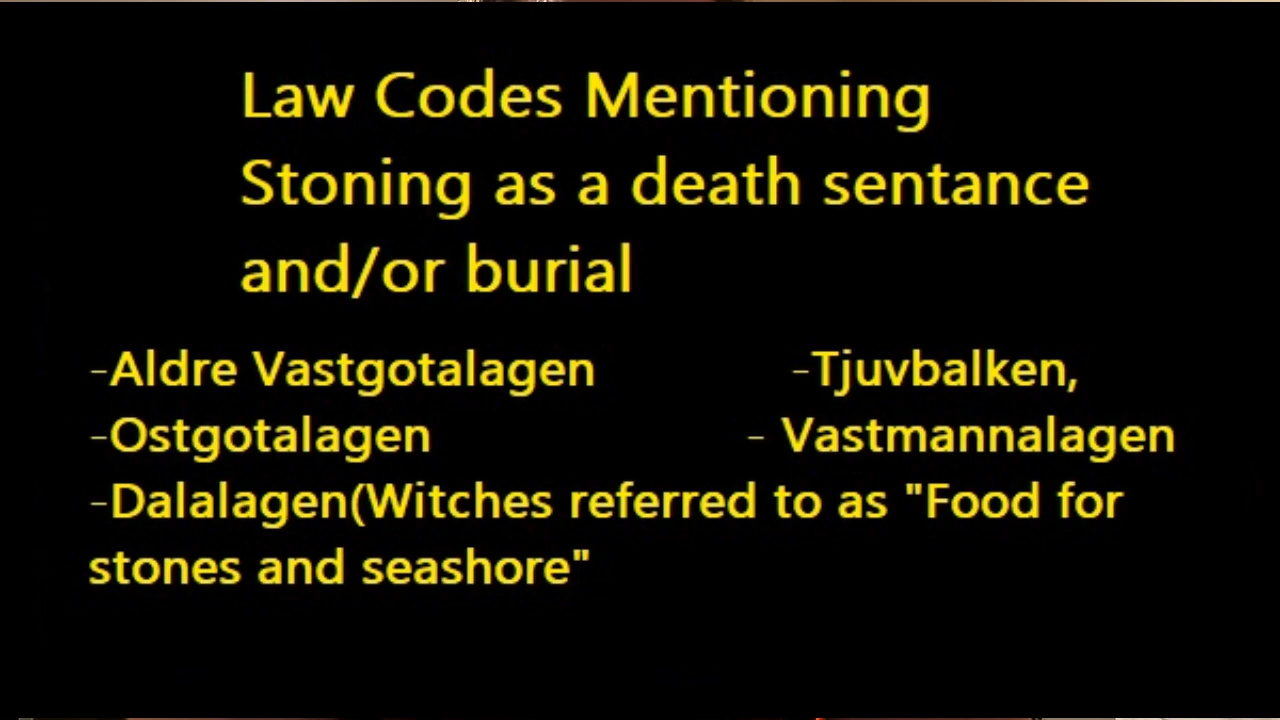 Law Codes Mentioning
Stoning as a death sentance
and/or burial
-Aldre Vastgotalagen -Tjuvbalken,
-Ostgotalagen - Vastmannalagen
-Dalalagen(Witches referred to as "Food for
stones and seashore"